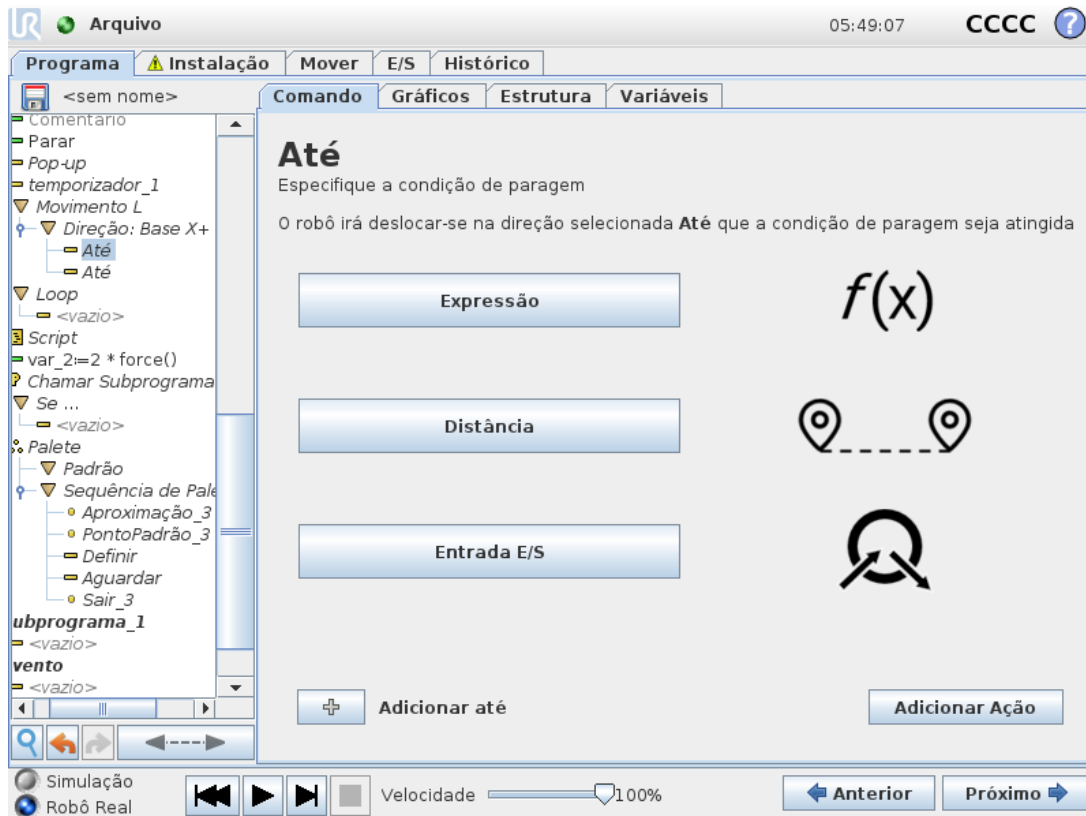 UR Arquivo 05:49:07 CCCC ?
Programa Instalação Mover E/S Histórico
<sem nome> Comando Gráficos Estrutura Variáveis
Comentário
Parar
Pop-up
temporizador_1
Movimento L
Direção: Base X+
Até
Até
Loop
<vazio>
Script
var_2:=2 * force()
Chamar Subprograma
Se ...
<vazio>
Palete
Padrão
Sequência de Pale
Aproximação_3
PontoPadrão_3
Definir
Aguardar
Sair_3
ubprograma_1
<vazio>
vento
<vazio>
Até
Especifique a condição de paragem
O robô irá deslocar-se na direção selecionada Até que a condição de paragem seja atingida
Expressão f(x)
Distância
Entrada E/S
Adicionar até Adicionar Ação
Simulação
Robô Real
Velocidade 100% Anterior Próximo